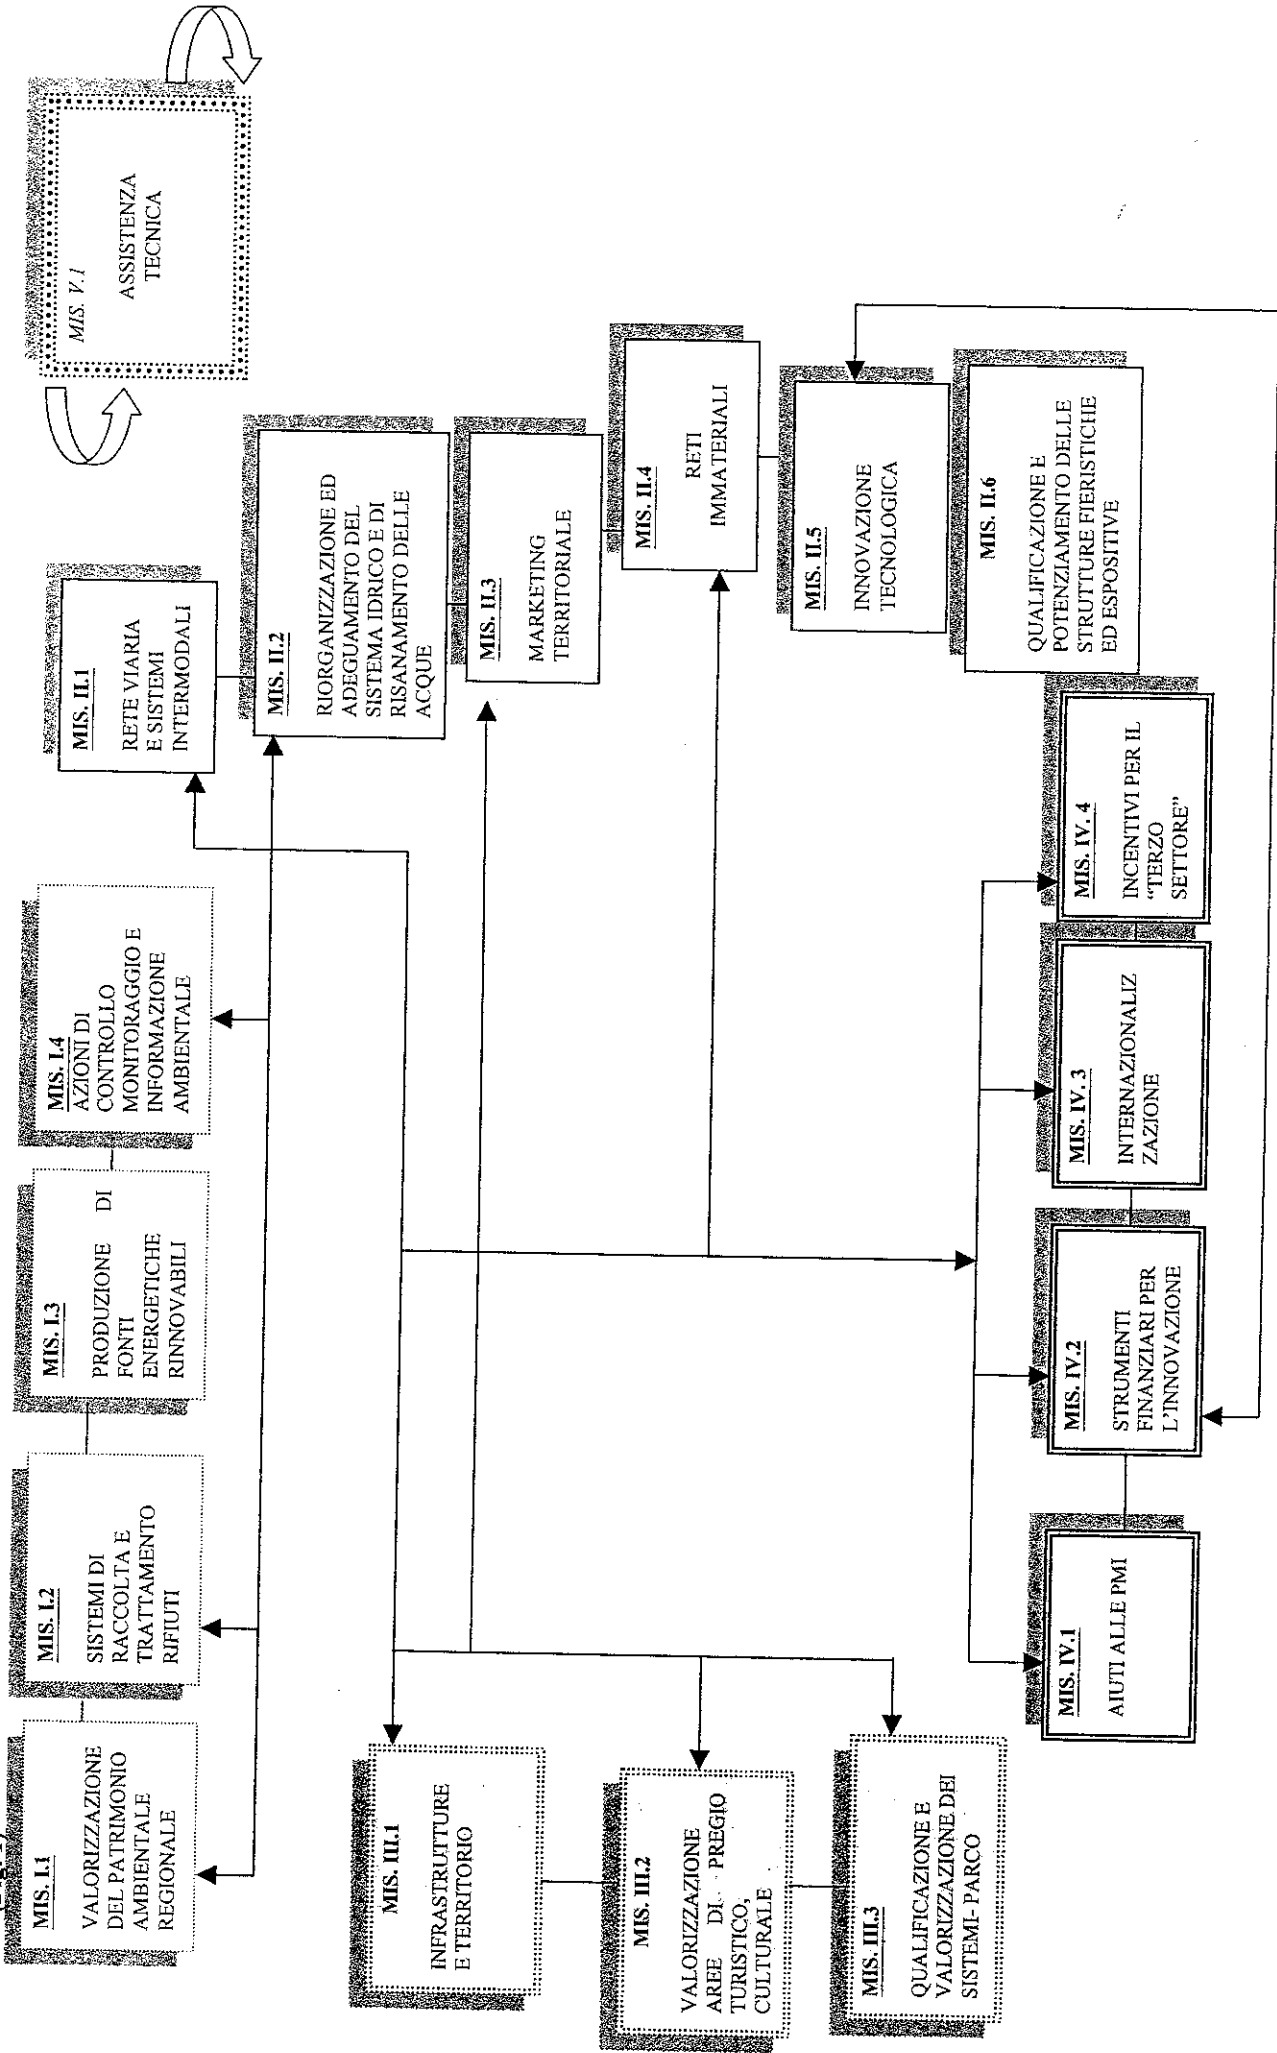 MIS. I.1
VALORIZZAZIONE
DEL PATRIMONIO
AMBIENTALE
REGIONALE
MIS. I.2
SISTEMI DI
RACCOLTA E
TRATTAMENTO
RIFIUTI
MIS. I.3
PRODUZIONE DI
FONTI
ENERGETICHE
RINNOVABILI
MIS. I.4
AZIONI DI
CONTROLLO
MONITORAGGIO E
INFORMAZIONE
AMBIENTALE
MIS. II.1
RETE VIARIA
E SISTEMI
INTERMODALI
MIS. V.1
ASSISTENZA
TECNICA
MIS. II.2
RIORGANIZZAZIONE ED
ADEGUAMENTO DEL
SISTEMA IDRICO E DI
RISANAMENTO DELLE
ACQUE
MIS. II.3
MARKETING
TERRITORIALE
MIS. II.4
RETI
IMMATERIALI
MIS. II.5
INNOVAZIONE
TECNOLOGICA
MIS. II.6
QUALIFICAZIONE E
POTENZIAMENTO DELLE
STRUTTURE FIERISTICHE
ED ESPOSITIVE
MIS. III.1
INFRASTRUTTURE
E TERRITORIO
MIS. III.2
VALORIZZAZIONE
AREE DI PREGIO
TURISTICO,
CULTURALE
MIS. III.3
QUALIFICAZIONE E
VALORIZZAZIONE DEI
SISTEMI- PARCO
MIS. IV.1
AIUTI ALLE PMI
MIS. IV.2
STRUMENTI
FINANZIARI PER
L'INNOVAZIONE
MIS. IV. 3
INTERNAZIONALIZ
ZAZIONE
MIS. IV. 4
INCENTIVI PER IL
“TERZO
SETTORE”